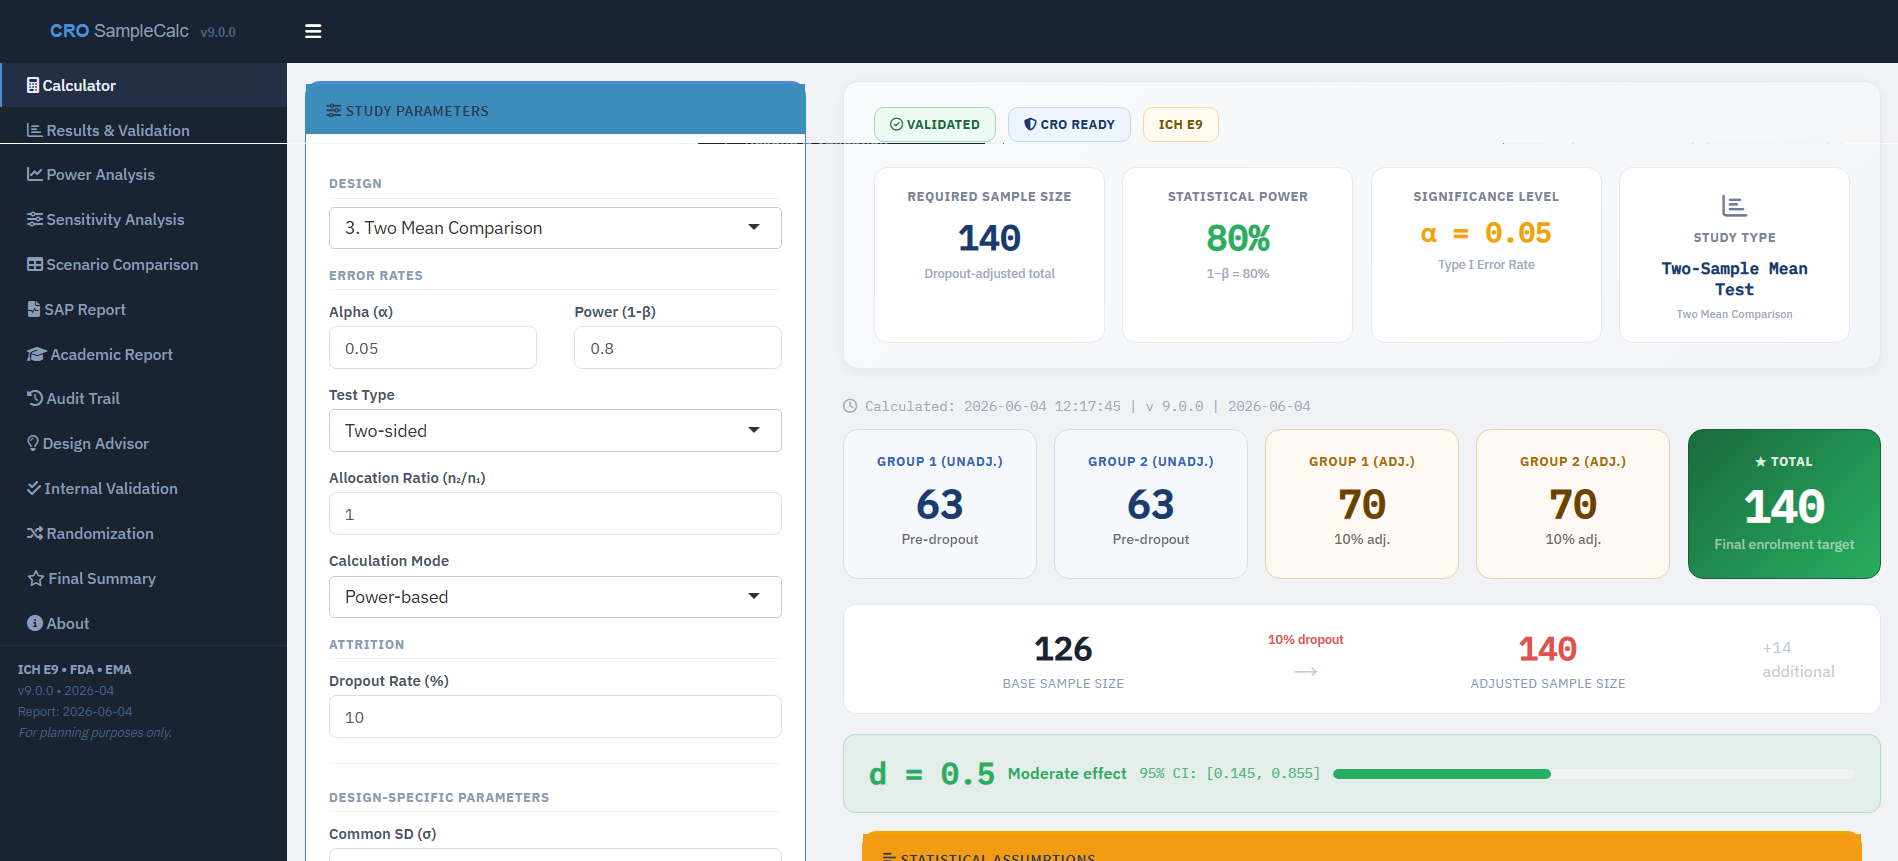 CRO SampleCalc v9.0.0
Calculator
Results & Validation
Power Analysis
Sensitivity Analysis
Scenario Comparison
SAP Report
Academic Report
Audit Trail
Design Advisor
Internal Validation
Randomization
Final Summary
About
ICH E9 • FDA • EMA
v9.0.0 • 2026-04
Report: 2026-06-04
For planning purposes only.
STUDY PARAMETERS
DESIGN
3. Two Mean Comparison
ERROR RATES
Alpha (α) Power (1-β)
0.05 0.8
Test Type
Two-sided
Allocation Ratio (n₂/n₁)
1
Calculation Mode
Power-based
ATTRITION
Dropout Rate (%)
10
DESIGN-SPECIFIC PARAMETERS
Common SD (σ)
VALIDATED CRO READY ICH E9
REQUIRED SAMPLE SIZE
140
Dropout-adjusted total
STATISTICAL POWER
80%
1−β = 80%
SIGNIFICANCE LEVEL
α = 0.05
Type I Error Rate
STUDY TYPE
Two-Sample Mean
Test
Two Mean Comparison
Calculated: 2026-06-04 12:17:45 | v 9.0.0 | 2026-06-04
GROUP 1 (UNADJ.)
63
Pre-dropout
GROUP 2 (UNADJ.)
63
Pre-dropout
GROUP 1 (ADJ.)
70
10% adj.
GROUP 2 (ADJ.)
70
10% adj.
★ TOTAL
140
Final enrolment target
126
BASE SAMPLE SIZE
10% dropout
→
140
ADJUSTED SAMPLE SIZE
+14
additional
d = 0.5 Moderate effect 95% CI: [0.145, 0.855]
STATISTICAL ASSUMPTIONS